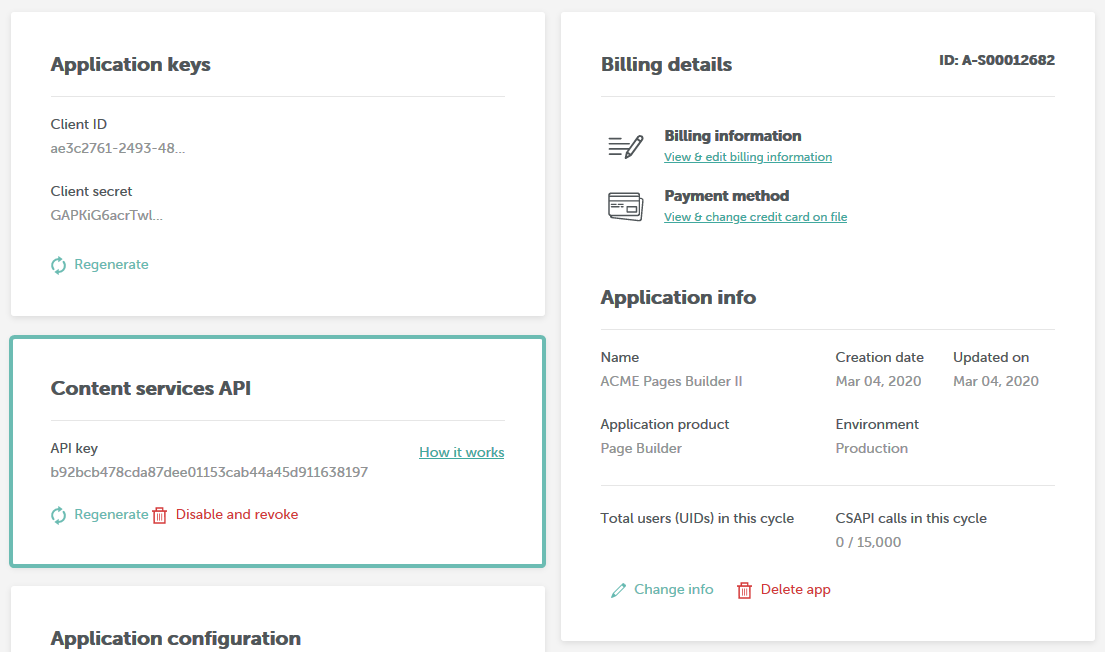 Application keys
Client ID
ae3c2761-2493-48...
Client secret
GAPKiG6acrTwl...
Regenerate
Content services API
API key
How it works
b92bcb478cda87dee01153cab44a45d911638197
Regenerate Disable and revoke
Application configuration
Billing details
ID: A-S00012682
Billing information
View & edit billing information
Payment method
View & change credit card on file
Application info
Name Creation date Updated on
ACME Pages Builder II Mar 04, 2020 Mar 04, 2020
Application product Environment
Page Builder Production
Total users (UIDs) in this cycle CSAPI calls in this cycle
0 / 15,000
Change info Delete app